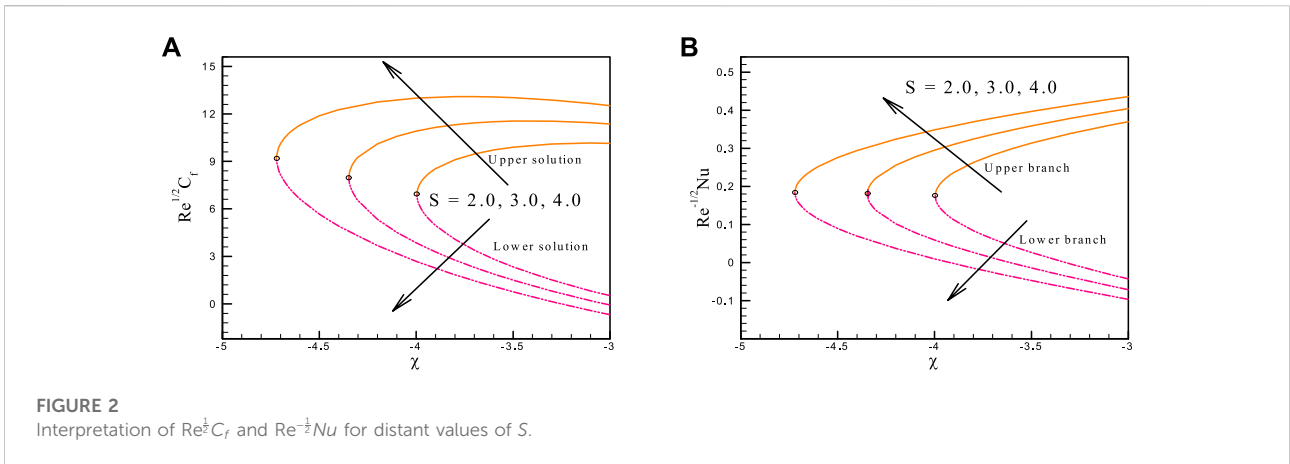 A
15
12
9
6
3
0
Re^{1/2}C_f
Upper solution
S = 2.0, 3.0, 4.0
Lower solution
-5
-4.5
-4
-3.5
-3
χ
B
0.5
0.4
0.3
0.2
0.1
0
-0.1
Re^{-1/2}Nu
S = 2.0, 3.0, 4.0
Upper branch
Lower branch
-5
-4.5
-4
-3.5
-3
χ
FIGURE 2
Interpretation of Re^{1/2}C_f and Re^{-1/2}Nu for distant values of S.